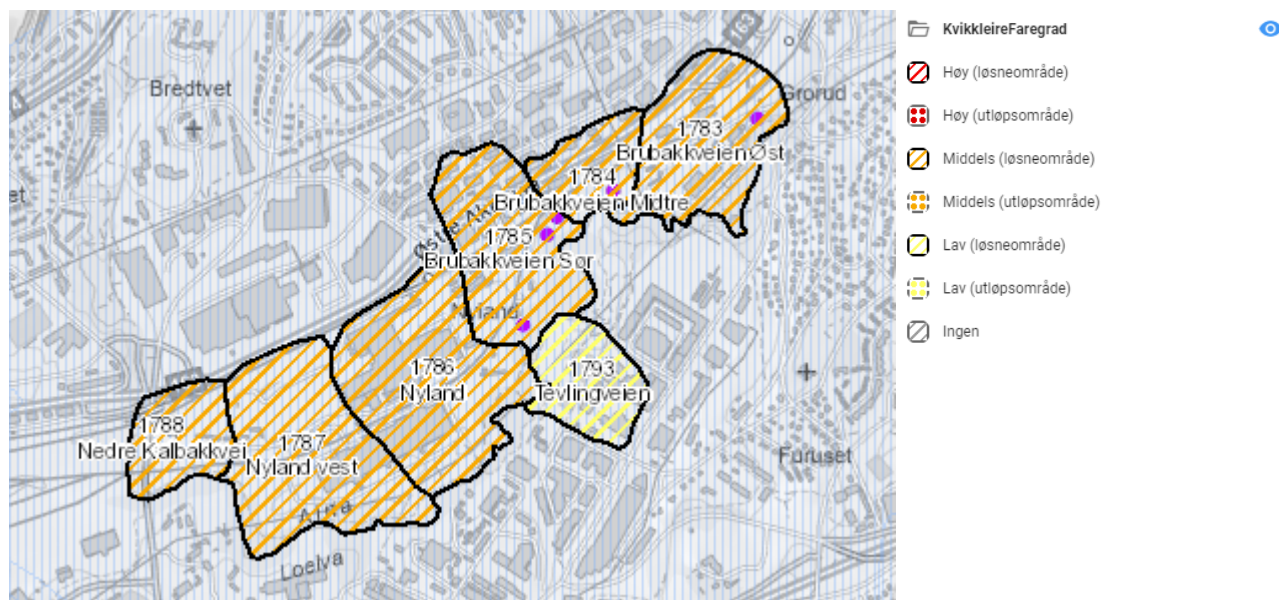 KvikkleireFaregrad
Høy (løsneområde)
Høy (utløpsområde)
Middels (løsneområde)
Middels (utløpsområde)
Lav (løsneområde)
Lav (utløpsområde)
Ingen
Bredtvet
Grorud
1783
Brubakkveien Øst
1784
Brubakkveien Midtre
1785
Brubakkveien Sør
Nyland
1786
Nyland
1793
Tevlingveien
1788
Nedre Kalbakkvei
1787
Nyland vest
Furuset
Alna
Loelva